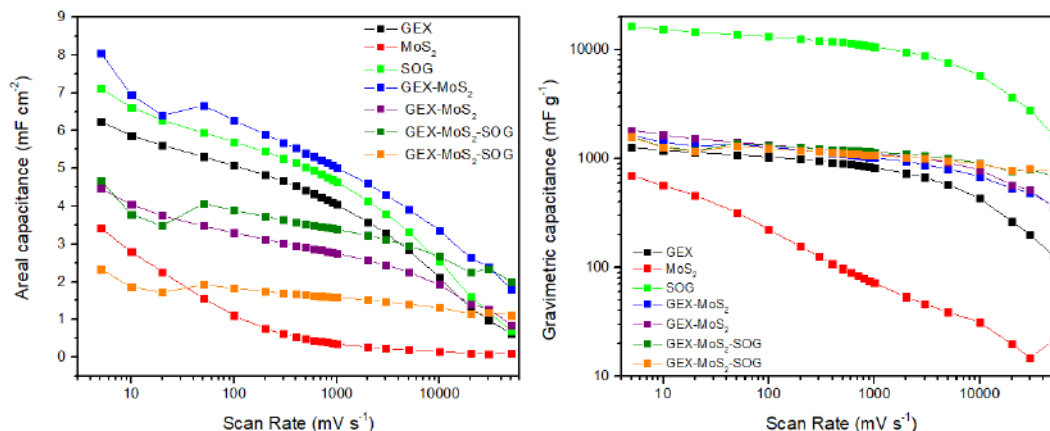 9
8
7
6
5
4
3
2
1
0
Areal capacitance (mF cm⁻²)
GEX
MoS₂
SOG
GEX-MoS₂
GEX-MoS₂
GEX-MoS₂-SOG
GEX-MoS₂-SOG
10
100
1000
10000
Scan Rate (mV s⁻¹)
10000
1000
100
10
Gravimetric capacitance (mF g⁻¹)
GEX
MoS₂
SOG
GEX-MoS₂
GEX-MoS₂
GEX-MoS₂-SOG
GEX-MoS₂-SOG
10
100
1000
10000
Scan Rate (mV s⁻¹)